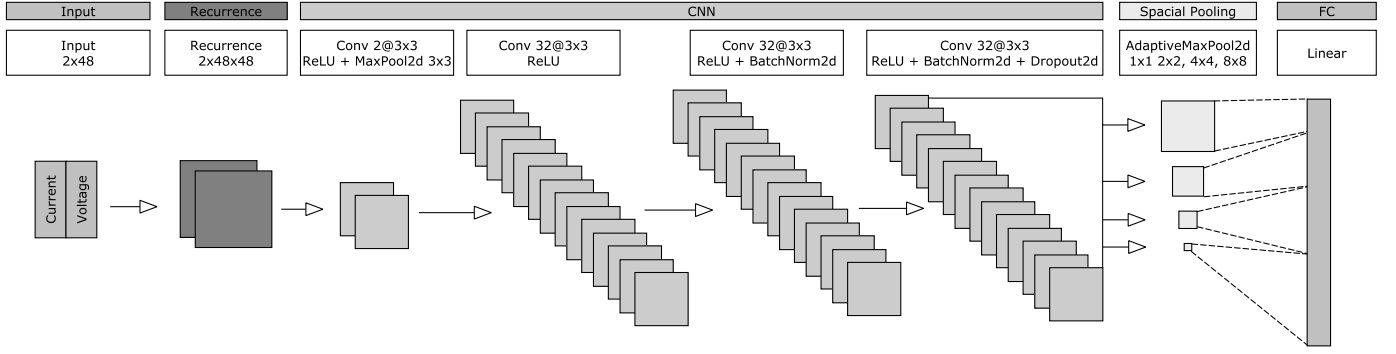 Input
Recurrence
CNN
Spacial Pooling
FC
Input
2x48
Recurrence
2x48x48
Conv 2@3x3
ReLU + MaxPool2d 3x3
Conv 32@3x3
ReLU
Conv 32@3x3
ReLU + BatchNorm2d
Conv 32@3x3
ReLU + BatchNorm2d + Dropout2d
AdaptiveMaxPool2d
1x1 2x2, 4x4, 8x8
Linear
Current
Voltage